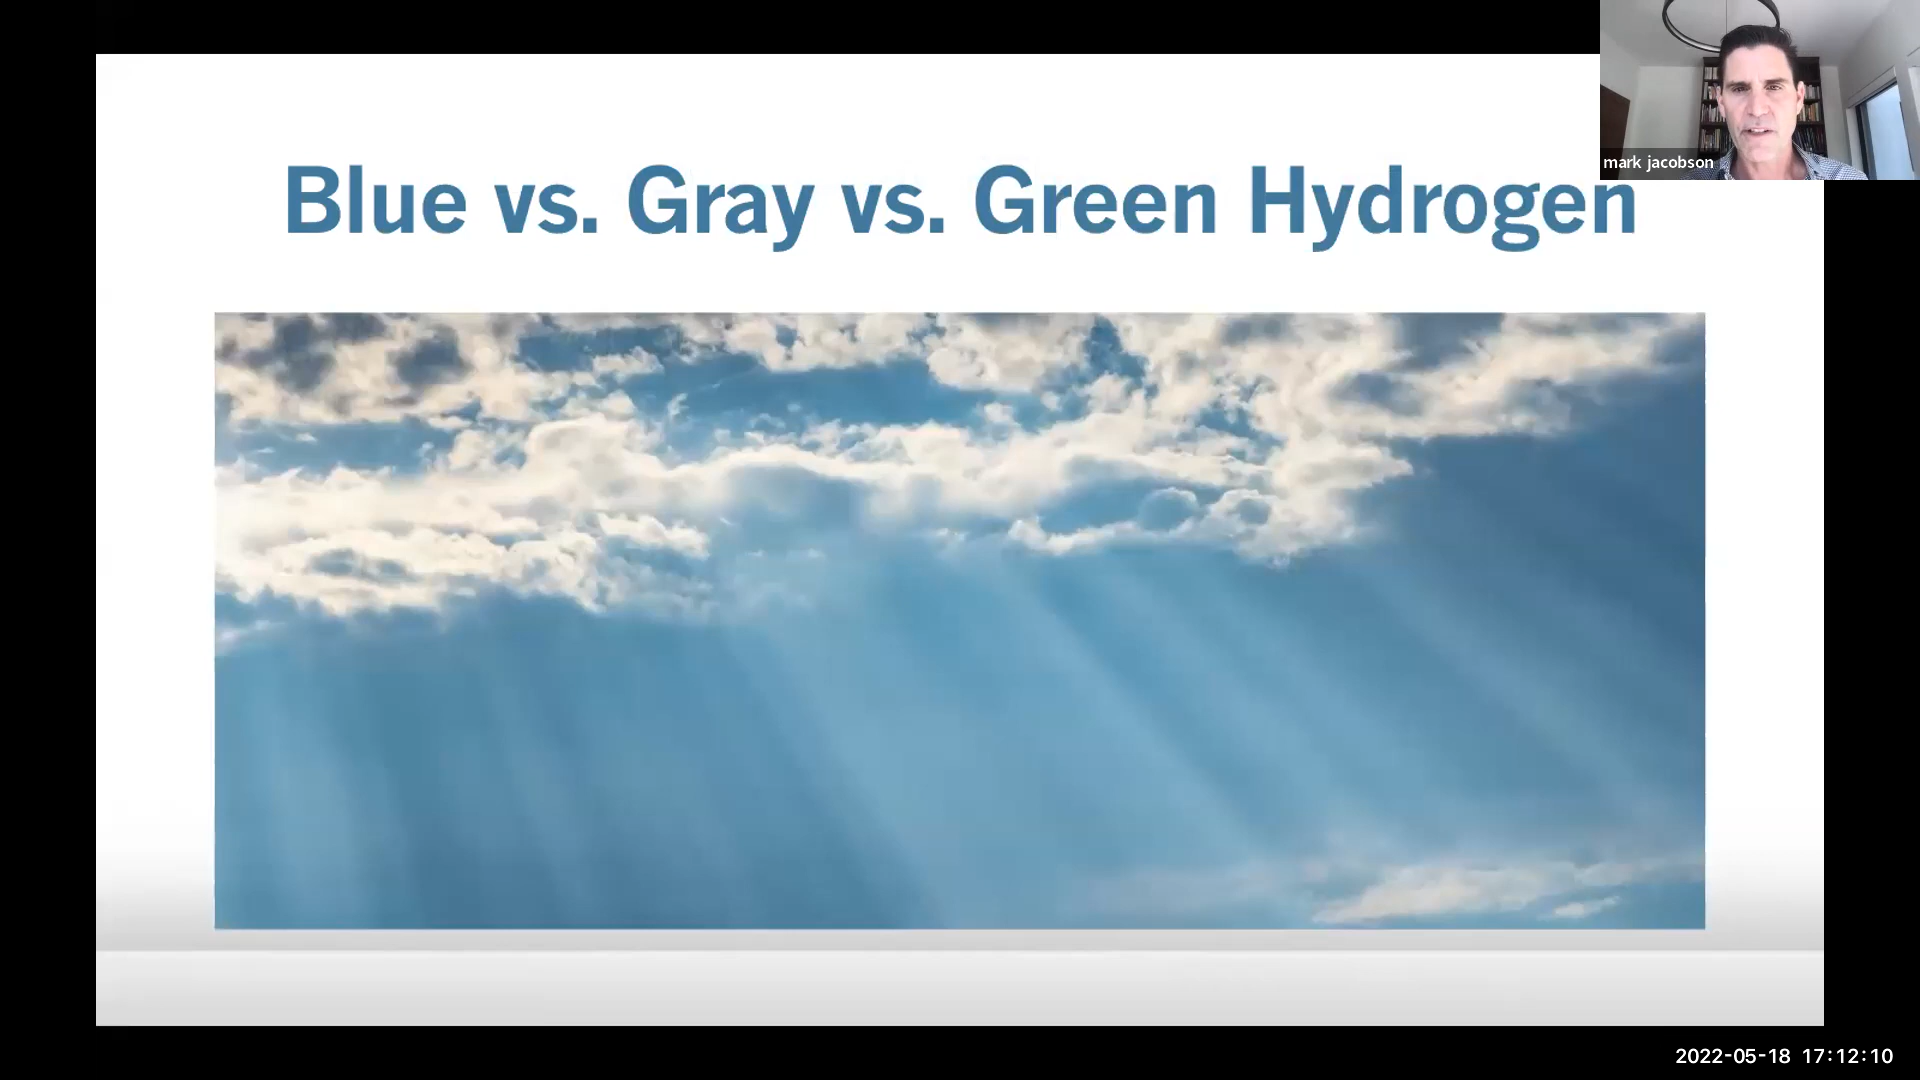 mark jacobson
Blue vs. Gray vs. Green Hydrogen
2022-05-18 17:12:10